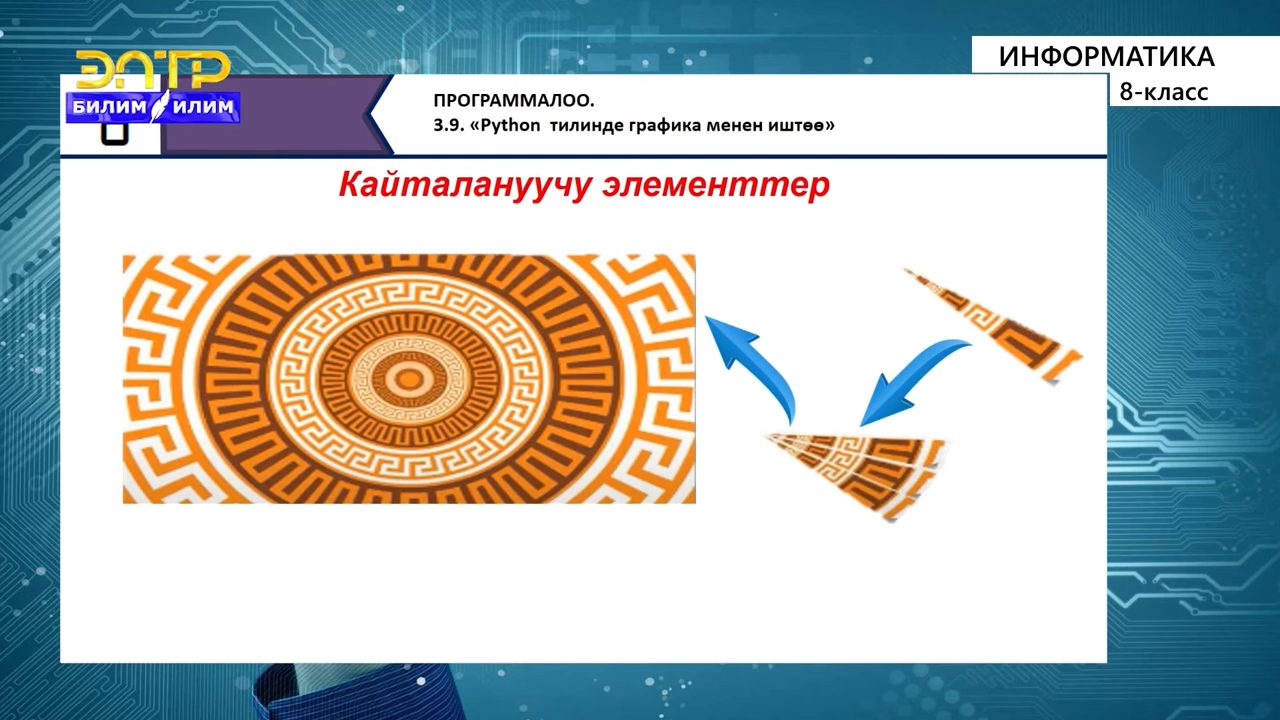 ЭЛТР
БИЛИМ ИЛИМ
ИНФОРМАТИКА
8-класс
ПРОГРАММАЛОО.
3.9. «Python тилинде графика менен иштөө»
Кайталануучу элементтер